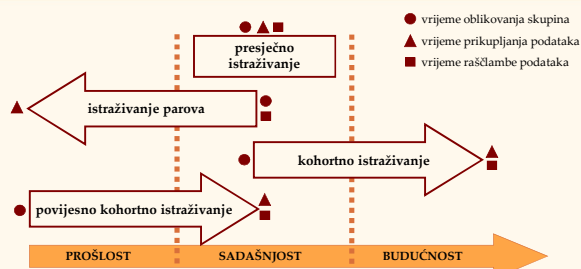 vrijeme oblikovanja skupina
vrijeme prikupljanja podataka
vrijeme raščlambe podataka
presječno
istraživanje
istraživanje parova
kohortno istraživanje
povijesno kohortno istraživanje
PROŠLOST SADAŠNJOST BUDUĆNOST